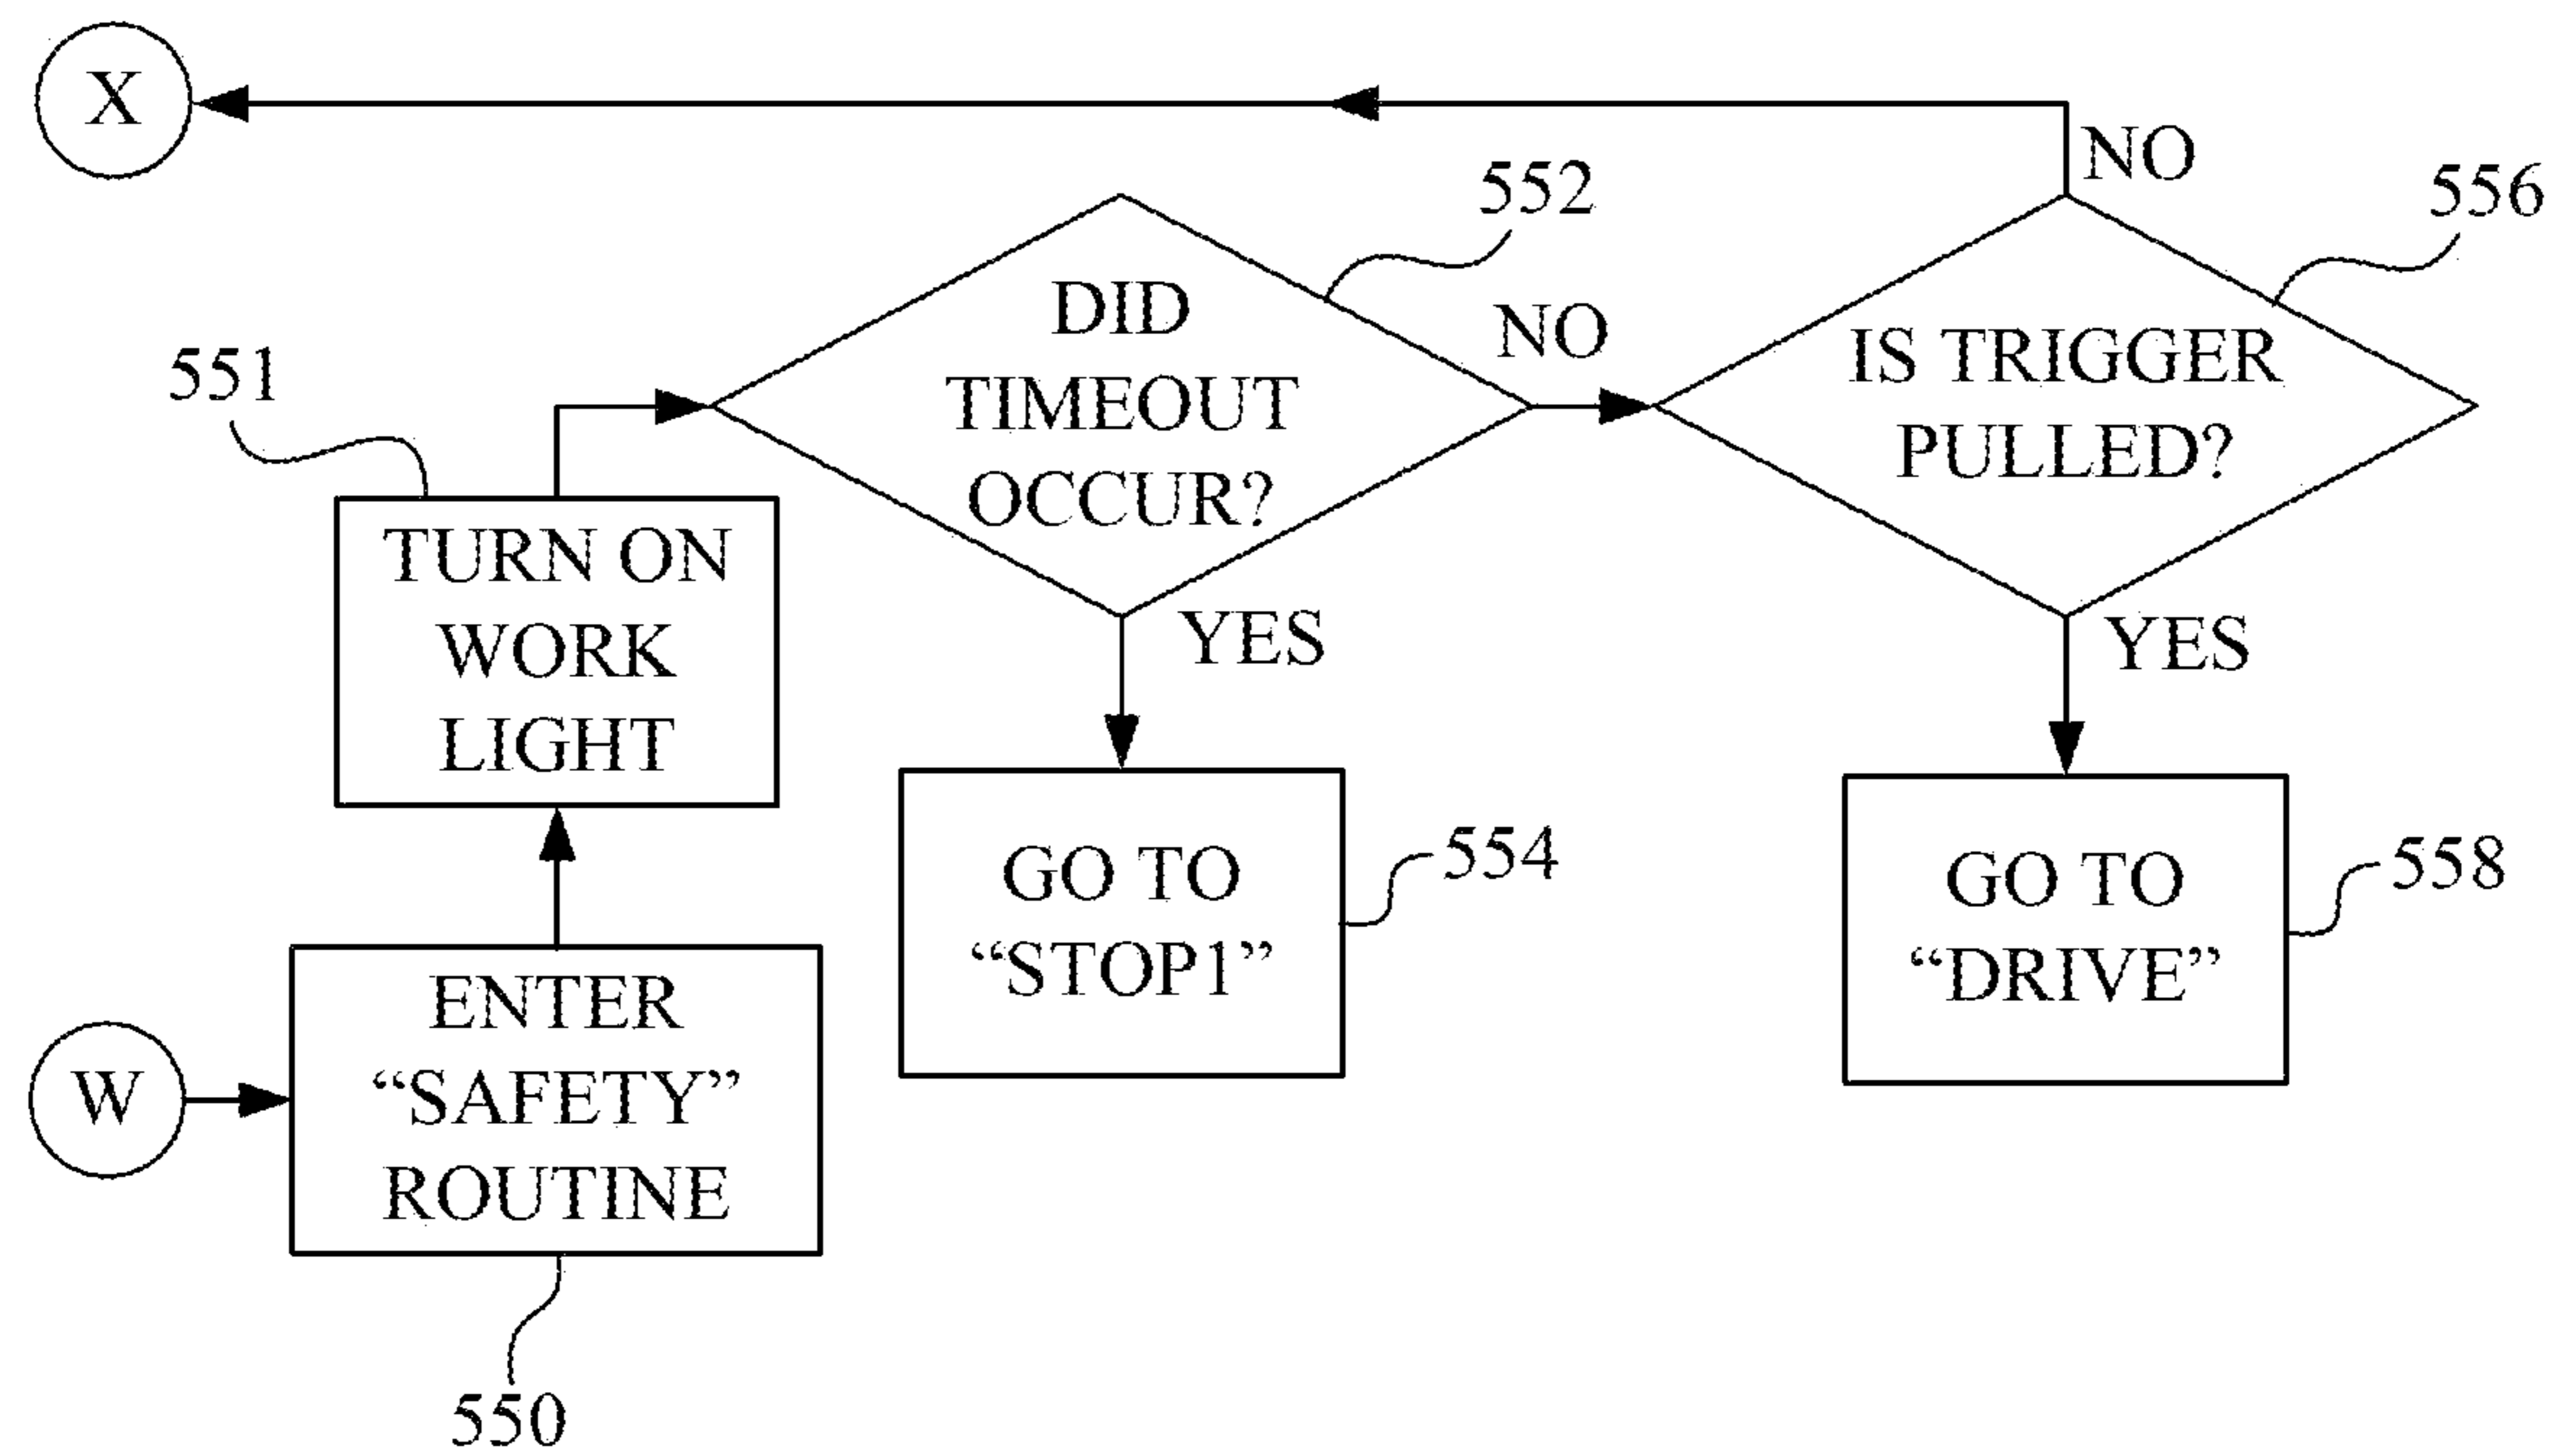 X
NO
552
556
DID
TIMEOUT
OCCUR?
NO
IS TRIGGER
PULLED?
551
TURN ON
WORK
LIGHT
YES
YES
GO TO
“STOP1”
554
GO TO
“DRIVE”
558
W
ENTER
“SAFETY”
ROUTINE
550